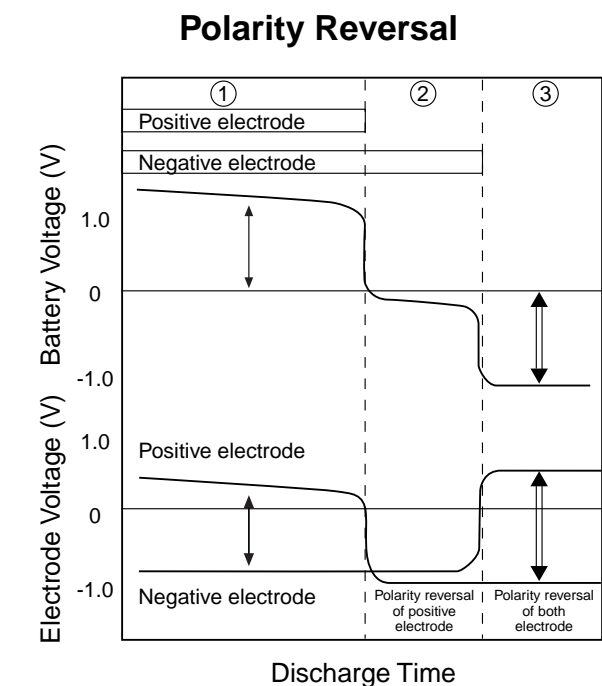 Polarity Reversal
① ② ③
Positive electrode
Negative electrode
Battery Voltage (V)
1.0
0
-1.0
Electrode Voltage (V)
1.0
0
-1.0
Positive electrode
Negative electrode
Polarity reversal
of positive
electrode
Polarity reversal
of both
electrode
Discharge Time